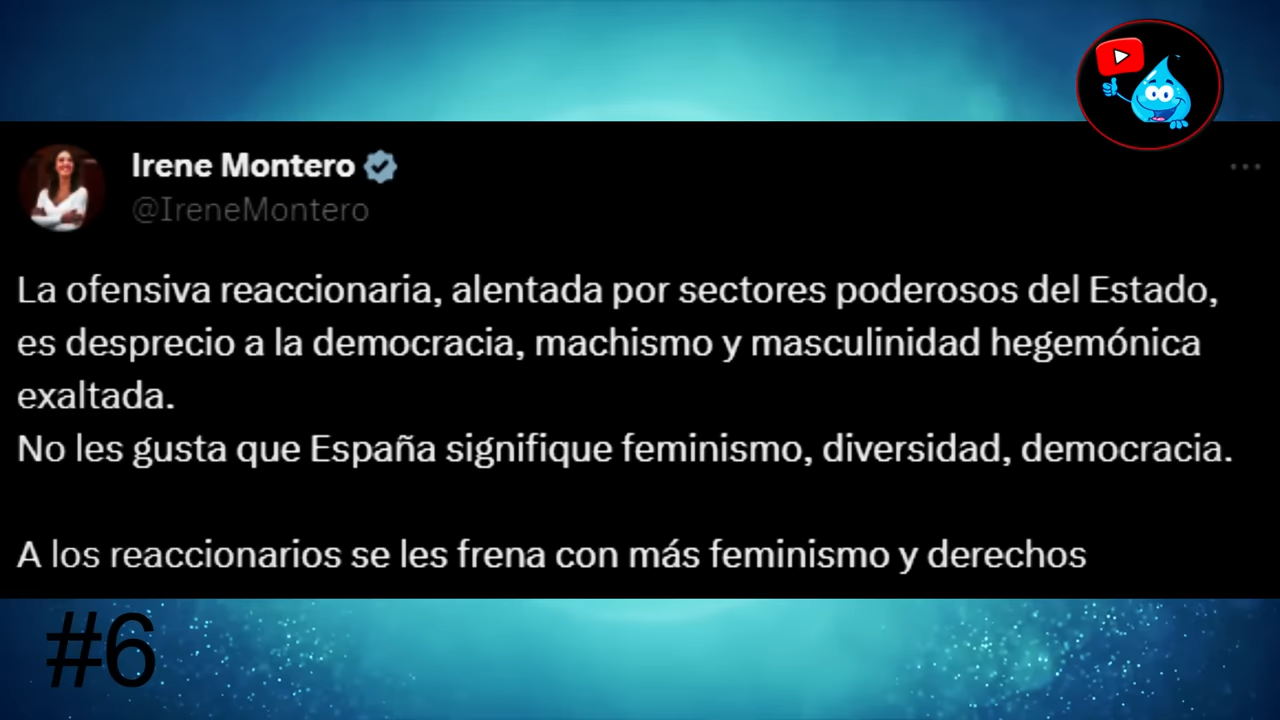 Irene Montero
@IreneMontero
La ofensiva reaccionaria, alentada por sectores poderosos del Estado,
es desprecio a la democracia, machismo y masculinidad hegemónica
exaltada.
No les gusta que España signifique feminismo, diversidad, democracia.
A los reaccionarios se les frena con más feminismo y derechos
#6